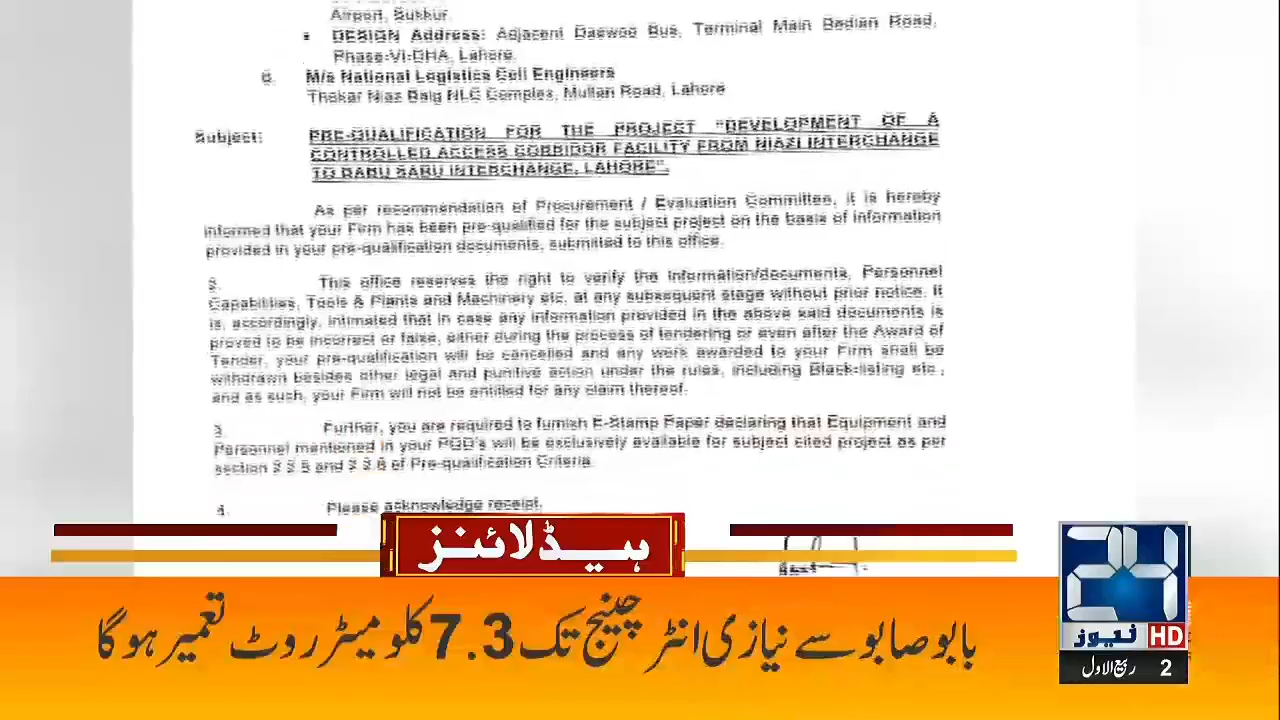 Airport, Sukkur.
• DESIGN Address: Adjacent Daewoo Bus, Terminal Main Bedian Road,
Phase-VI-DHA, Lahore.
6. M/s National Logistics Cell Engineers
Thokar Niaz Baig NLC Complex, Multan Road, Lahore
Subject: PRE-QUALIFICATION FOR THE PROJECT "DEVELOPMENT OF A
CONTROLLED ACCESS CORRIDOR FACILITY FROM NIAZI INTERCHANGE
TO BABU SABU INTERCHANGE, LAHORE".
As per recommendation of Procurement / Evaluation Committee, it is hereby
informed that your Firm has been pre-qualified for the subject project on the basis of information
provided in your pre-qualification documents, submitted to this office.
2. This office reserves the right to verify the information/documents, Personnel
Capabilities, Tools & Plants and Machinery etc. at any subsequent stage without prior notice. It
is, accordingly, intimated that in case any information provided in the above said documents is
proved to be incorrect or false, either during the process of tendering or even after the Award of
Tender, your pre-qualification will be cancelled and any work awarded to your Firm shall be
withdrawn besides other legal and punitive action under the rules, including Black-listing etc.,
and as such, your Firm will not be entitled for any claim thereof.
3. Further, you are required to furnish E-Stamp Paper declaring that Equipment and
Personnel mentioned in your PQD's will be exclusively available for subject cited project as per
section and of Pre-qualification Criteria.
4. Please acknowledge receipt.
ہیڈلائنز
بابو صابو سے نیازی انٹر چینج تک 7.3 کلو میٹر روٹ تعمیر ہو گا
24
نیوز HD
2 ربیع الاول